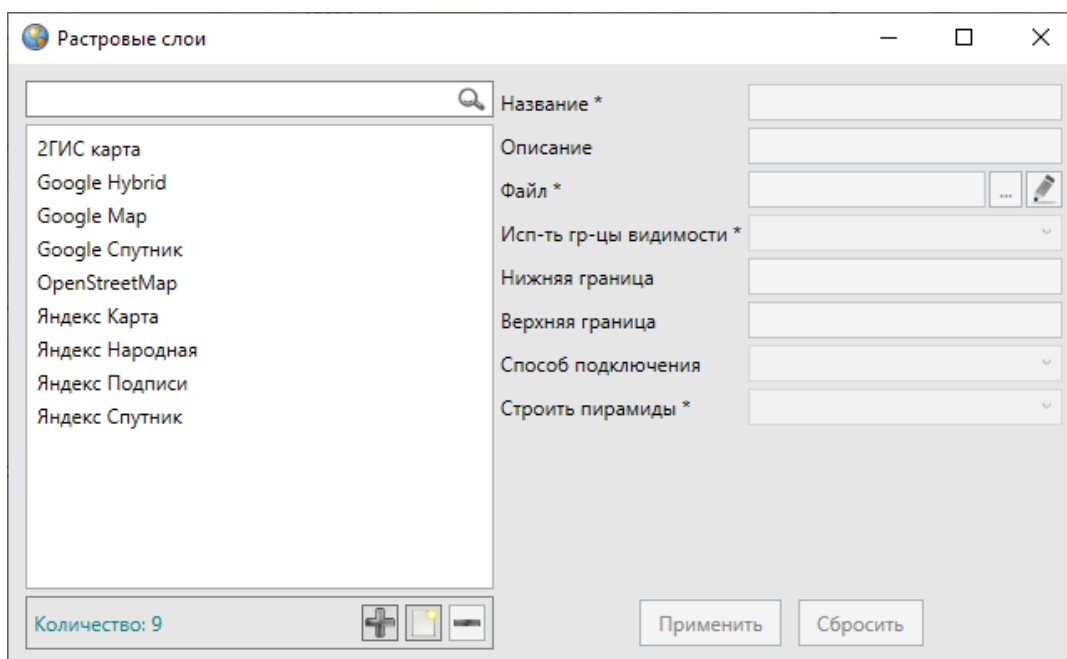 Растровые слои
2ГИС карта
Google Hybrid
Google Map
Google Спутник
OpenStreetMap
Яндекс Карта
Яндекс Народная
Яндекс Подписи
Яндекс Спутник
Количество: 9
Название *
Описание
Файл *
...
Исп-ть гр-цы видимости *
Нижняя граница
Верхняя граница
Способ подключения
Строить пирамиды *
Применить
Сбросить